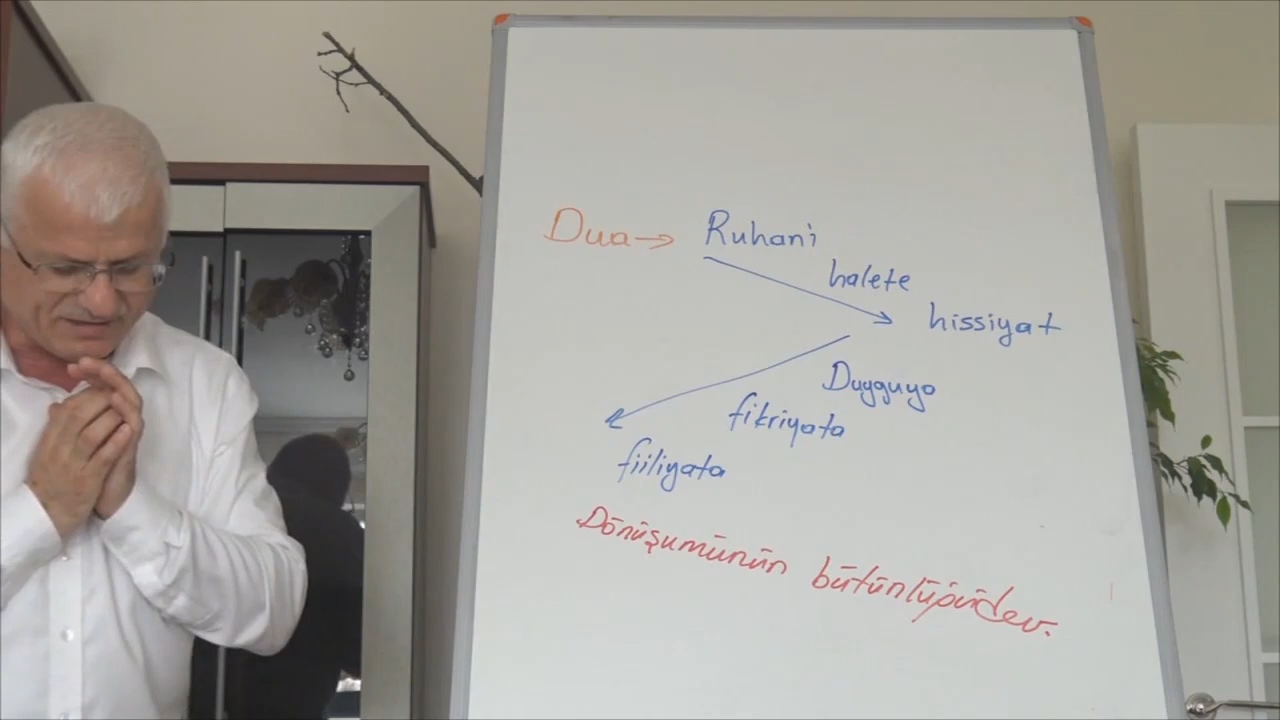 Dua → Ruhani
halete
hissiyat
Duyguya
fikriyata
fiiliyata
Dönüşümünün bütünlüğüdür.